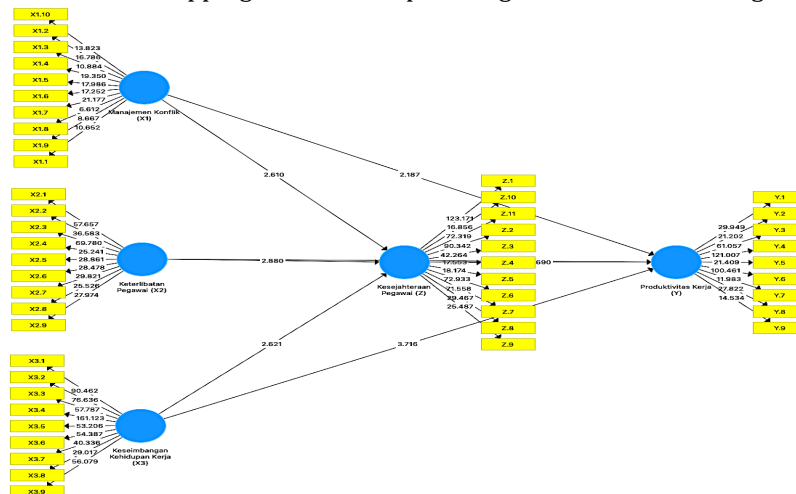 X1.10
X1.2
X1.3
X1.4
X1.5
X1.6
X1.7
X1.8
X1.9
X1.1
13.823
16.786
10.884
19.350
17.986
17.252
21.177
6.612
8.667
10.652
Manajemen Konflik
(X1)
2.610
2.187
X2.1
X2.2
X2.3
X2.4
X2.5
X2.6
X2.7
X2.8
X2.9
57.657
36.583
69.780
25.241
28.861
28.478
29.821
25.526
27.974
Keterlibatan
Pegawai (X2)
2.880
X3.1
X3.2
X3.3
X3.4
X3.5
X3.6
X3.7
X3.8
X3.9
90.462
76.636
57.787
161.123
53.206
54.387
40.336
29.017
56.079
Keseimbangan
Kehidupan Kerja
(X3)
2.621
3.716
Z.1
Z.10
Z.11
Z.2
Z.3
Z.4
Z.5
Z.6
Z.7
Z.8
Z.9
123.171
16.856
72.319
90.342
42.264
18.174
72.933
71.558
29.467
25.487
Kesejahteraan
Pegawai (Z)
690
Y.1
Y.2
Y.3
Y.4
Y.5
Y.6
Y.7
Y.8
Y.9
29.949
21.202
61.057
121.007
21.409
100.461
11.983
27.822
14.534
Produktivitas Kerja
(Y)